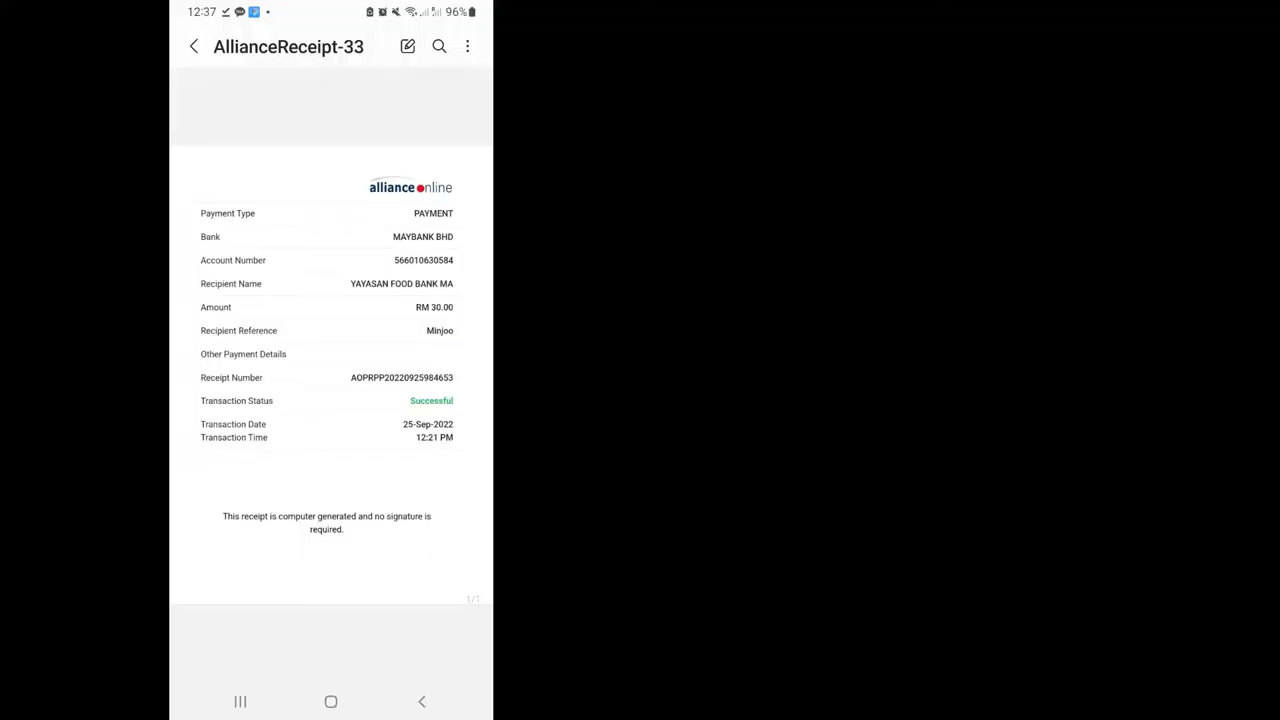 12:37 96%
AllianceReceipt-33
alliance online
Payment Type PAYMENT
Bank MAYBANK BHD
Account Number 566010630584
Recipient Name YAYASAN FOOD BANK MA
Amount RM 30.00
Recipient Reference Minjoo
Other Payment Details
Receipt Number AOPRPP20220925984653
Transaction Status Successful
Transaction Date 25-Sep-2022
Transaction Time 12:21 PM
This receipt is computer generated and no signature is
required.
1/1